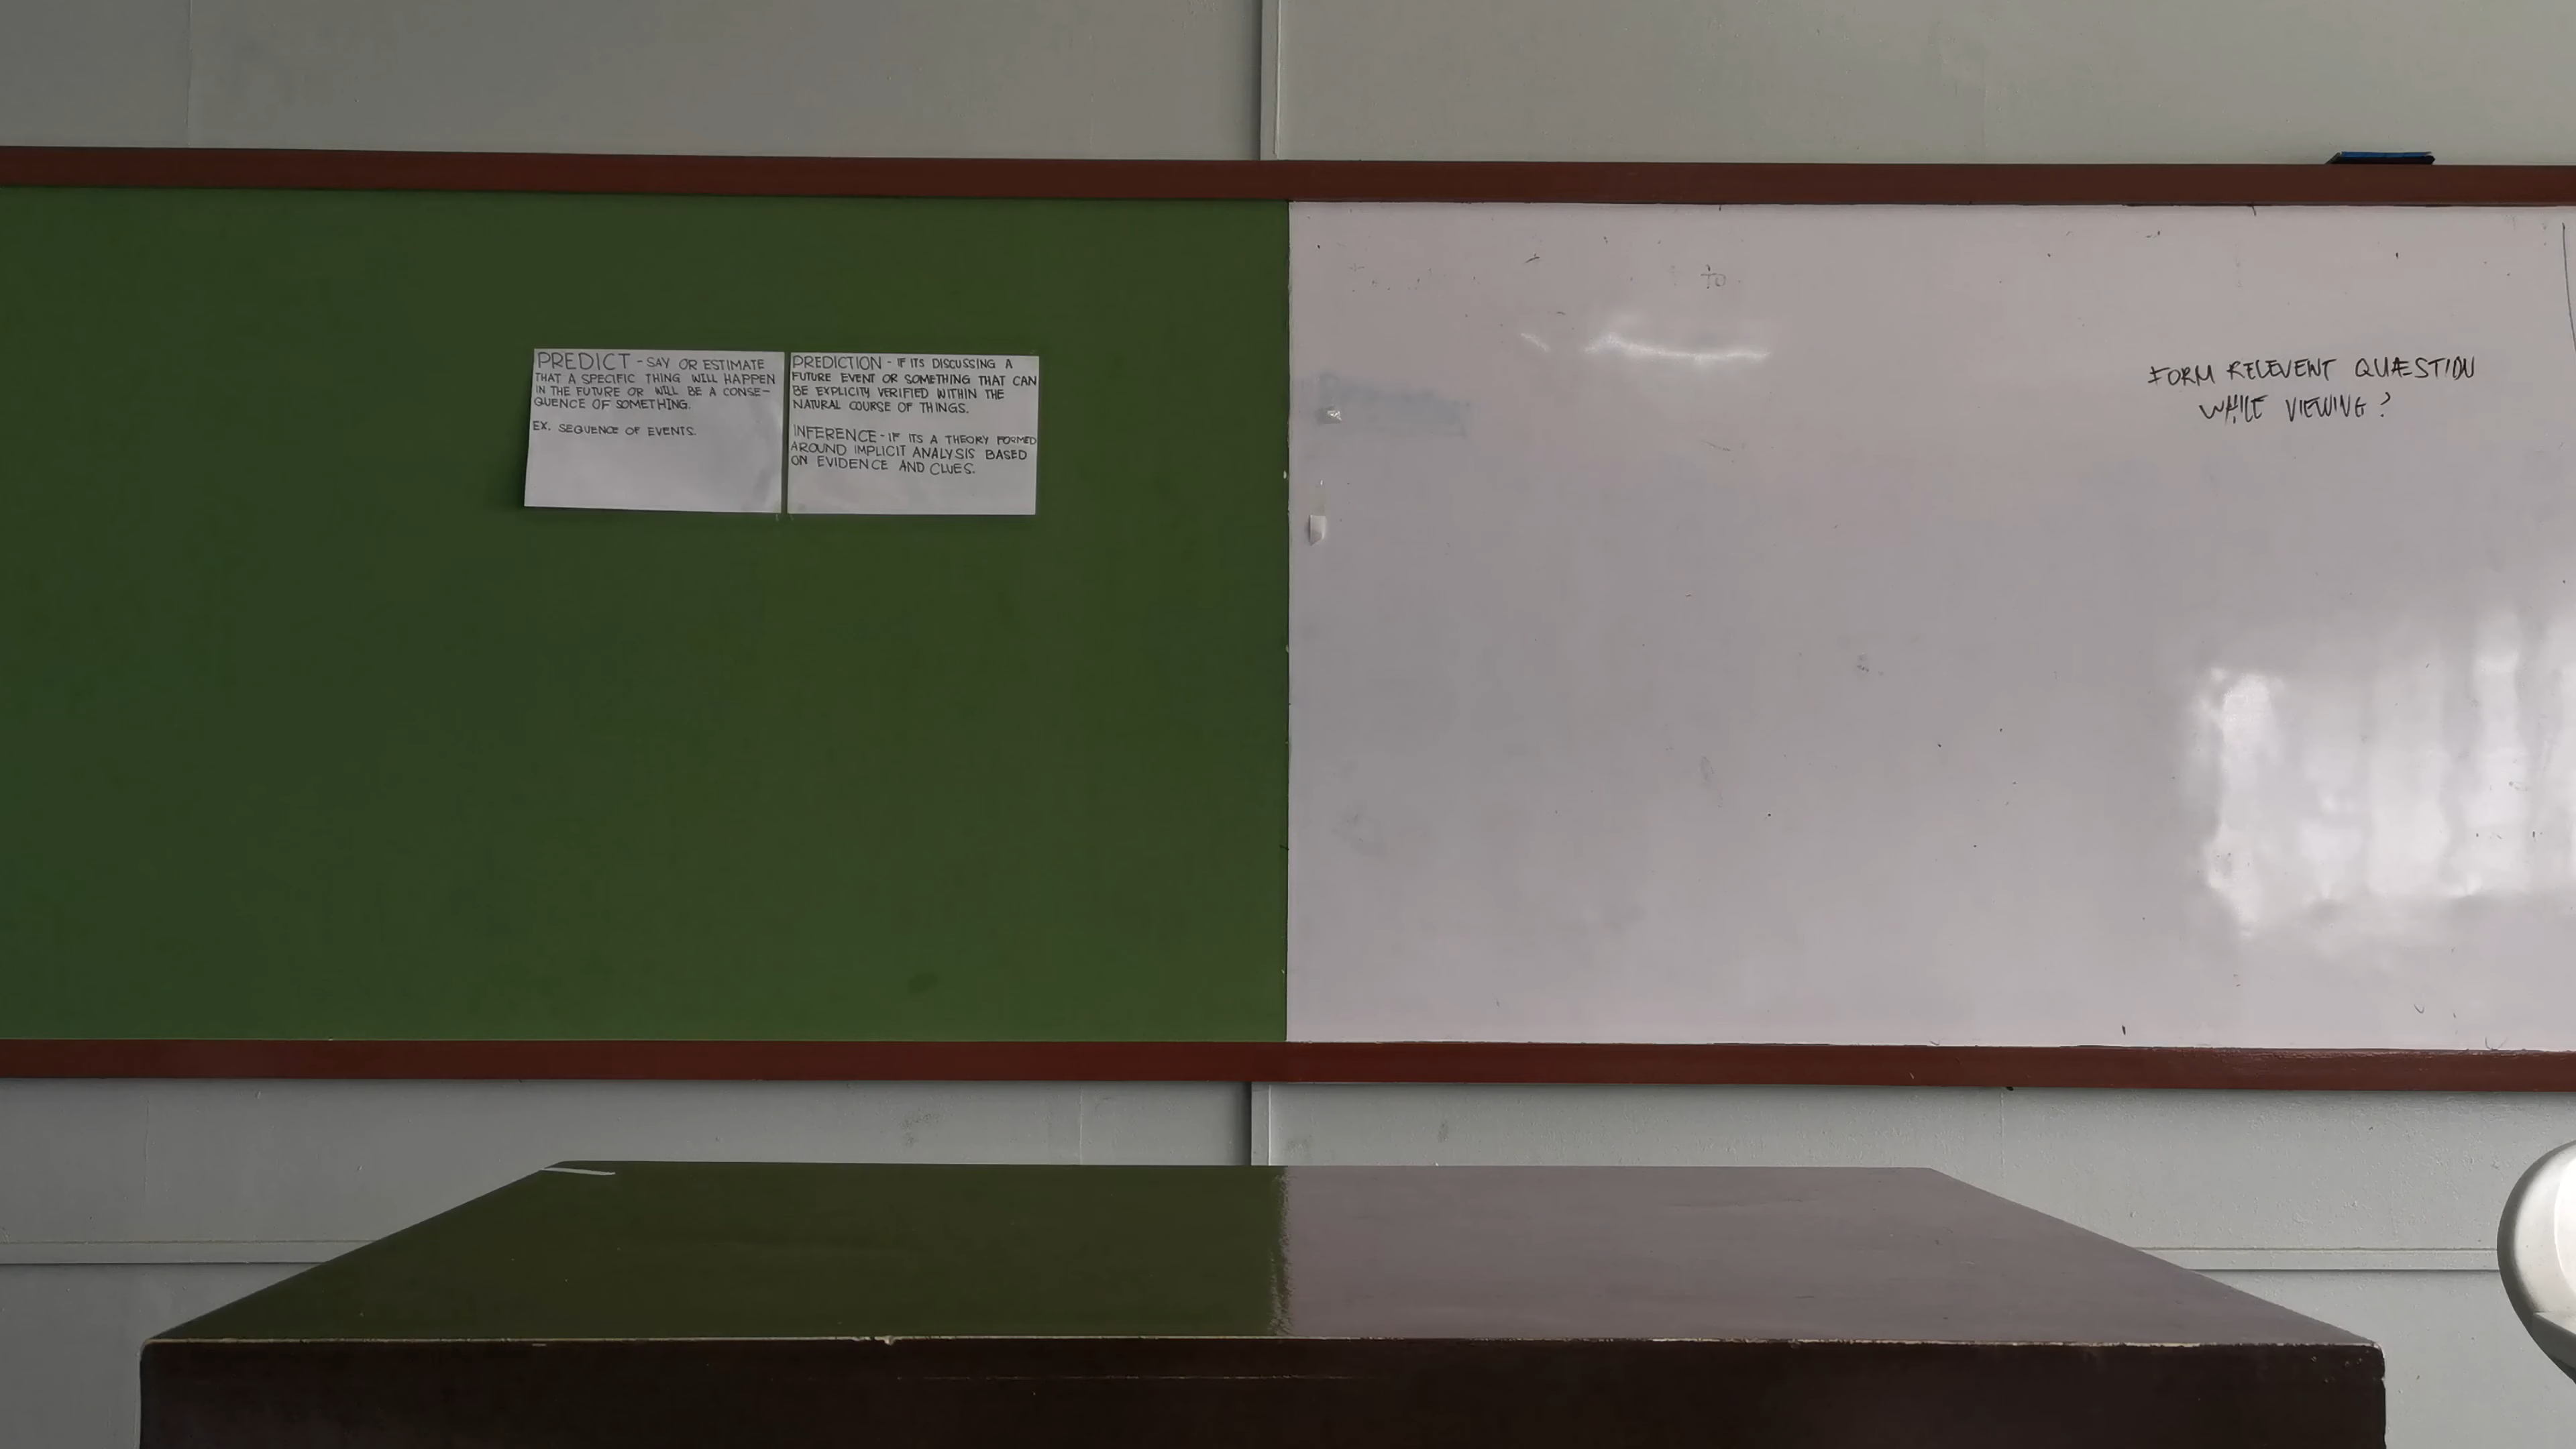 PREDICT - SAY OR ESTIMATE
THAT A SPECIFIC THING WILL HAPPEN
IN THE FUTURE OR WILL BE A CONSE-
QUENCE OF SOMETHING.
EX. SEQUENCE OF EVENTS.
PREDICTION - IF ITS DISCUSSING A
FUTURE EVENT OR SOMETHING THAT CAN
BE EXPLICITY VERIFIED WITHIN THE
NATURAL COURSE OF THINGS.
INFERENCE - IF ITS A THEORY FORMED
AROUND IMPLICIT ANALYSIS BASED
ON EVIDENCE AND CLUES.
to
FORM RELEVENT QUESTION
WHILE VIEWING?